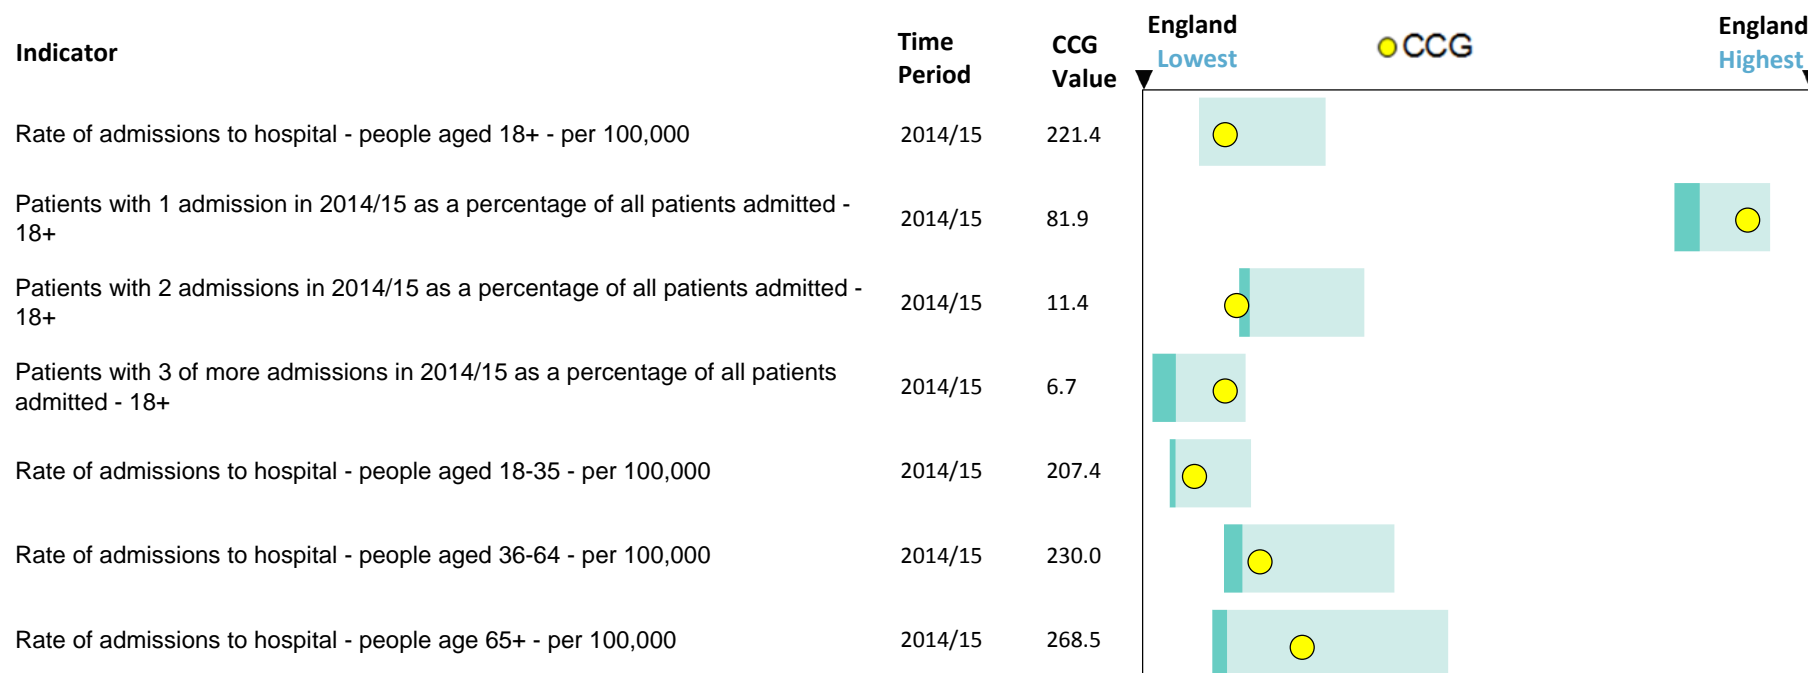 Indicator
Time
Period
CCG
Value
England
Lowest
CCG
England
Highest
Rate of admissions to hospital - people aged 18+ - per 100,000 2014/15 221.4
Patients with 1 admission in 2014/15 as a percentage of all patients admitted -
18+
2014/15 81.9
Patients with 2 admissions in 2014/15 as a percentage of all patients admitted -
18+
2014/15 11.4
Patients with 3 of more admissions in 2014/15 as a percentage of all patients
admitted - 18+
2014/15 6.7
Rate of admissions to hospital - people aged 18-35 - per 100,000 2014/15 207.4
Rate of admissions to hospital - people aged 36-64 - per 100,000 2014/15 230.0
Rate of admissions to hospital - people age 65+ - per 100,000 2014/15 268.5